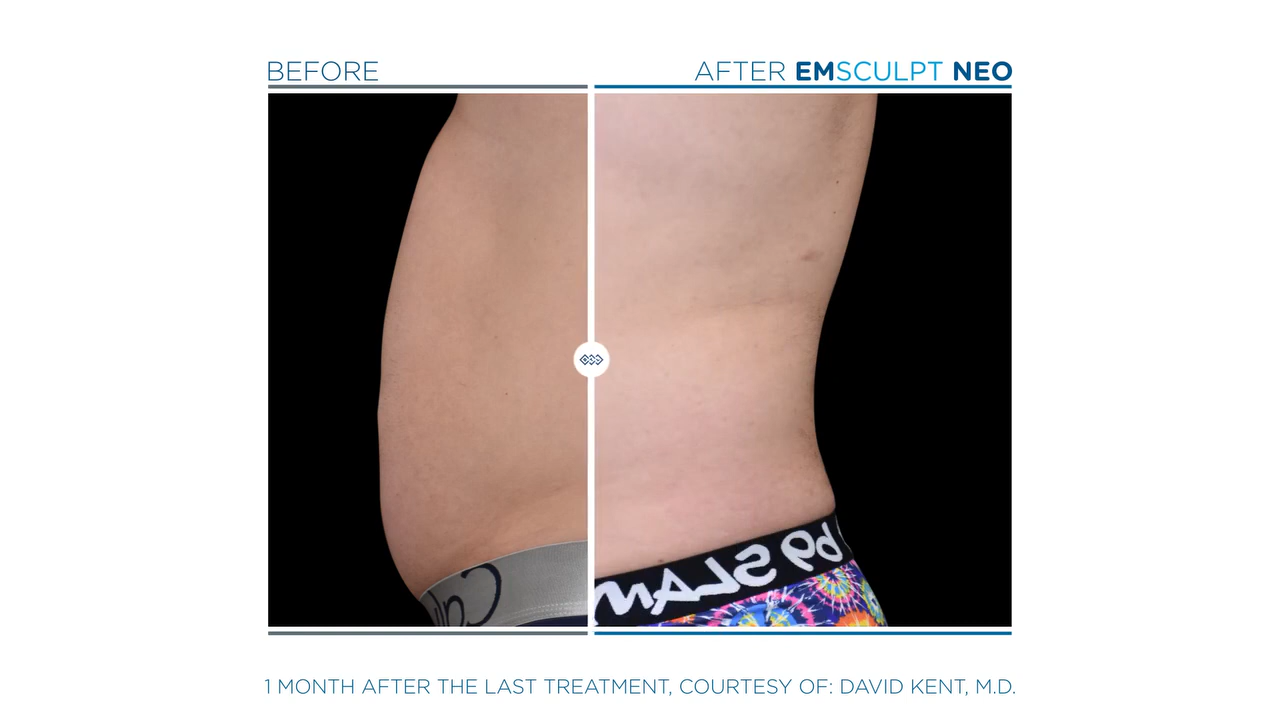 BEFORE
AFTER EMSCULPT NEO
1 MONTH AFTER THE LAST TREATMENT, COURTESY OF: DAVID KENT, M.D.